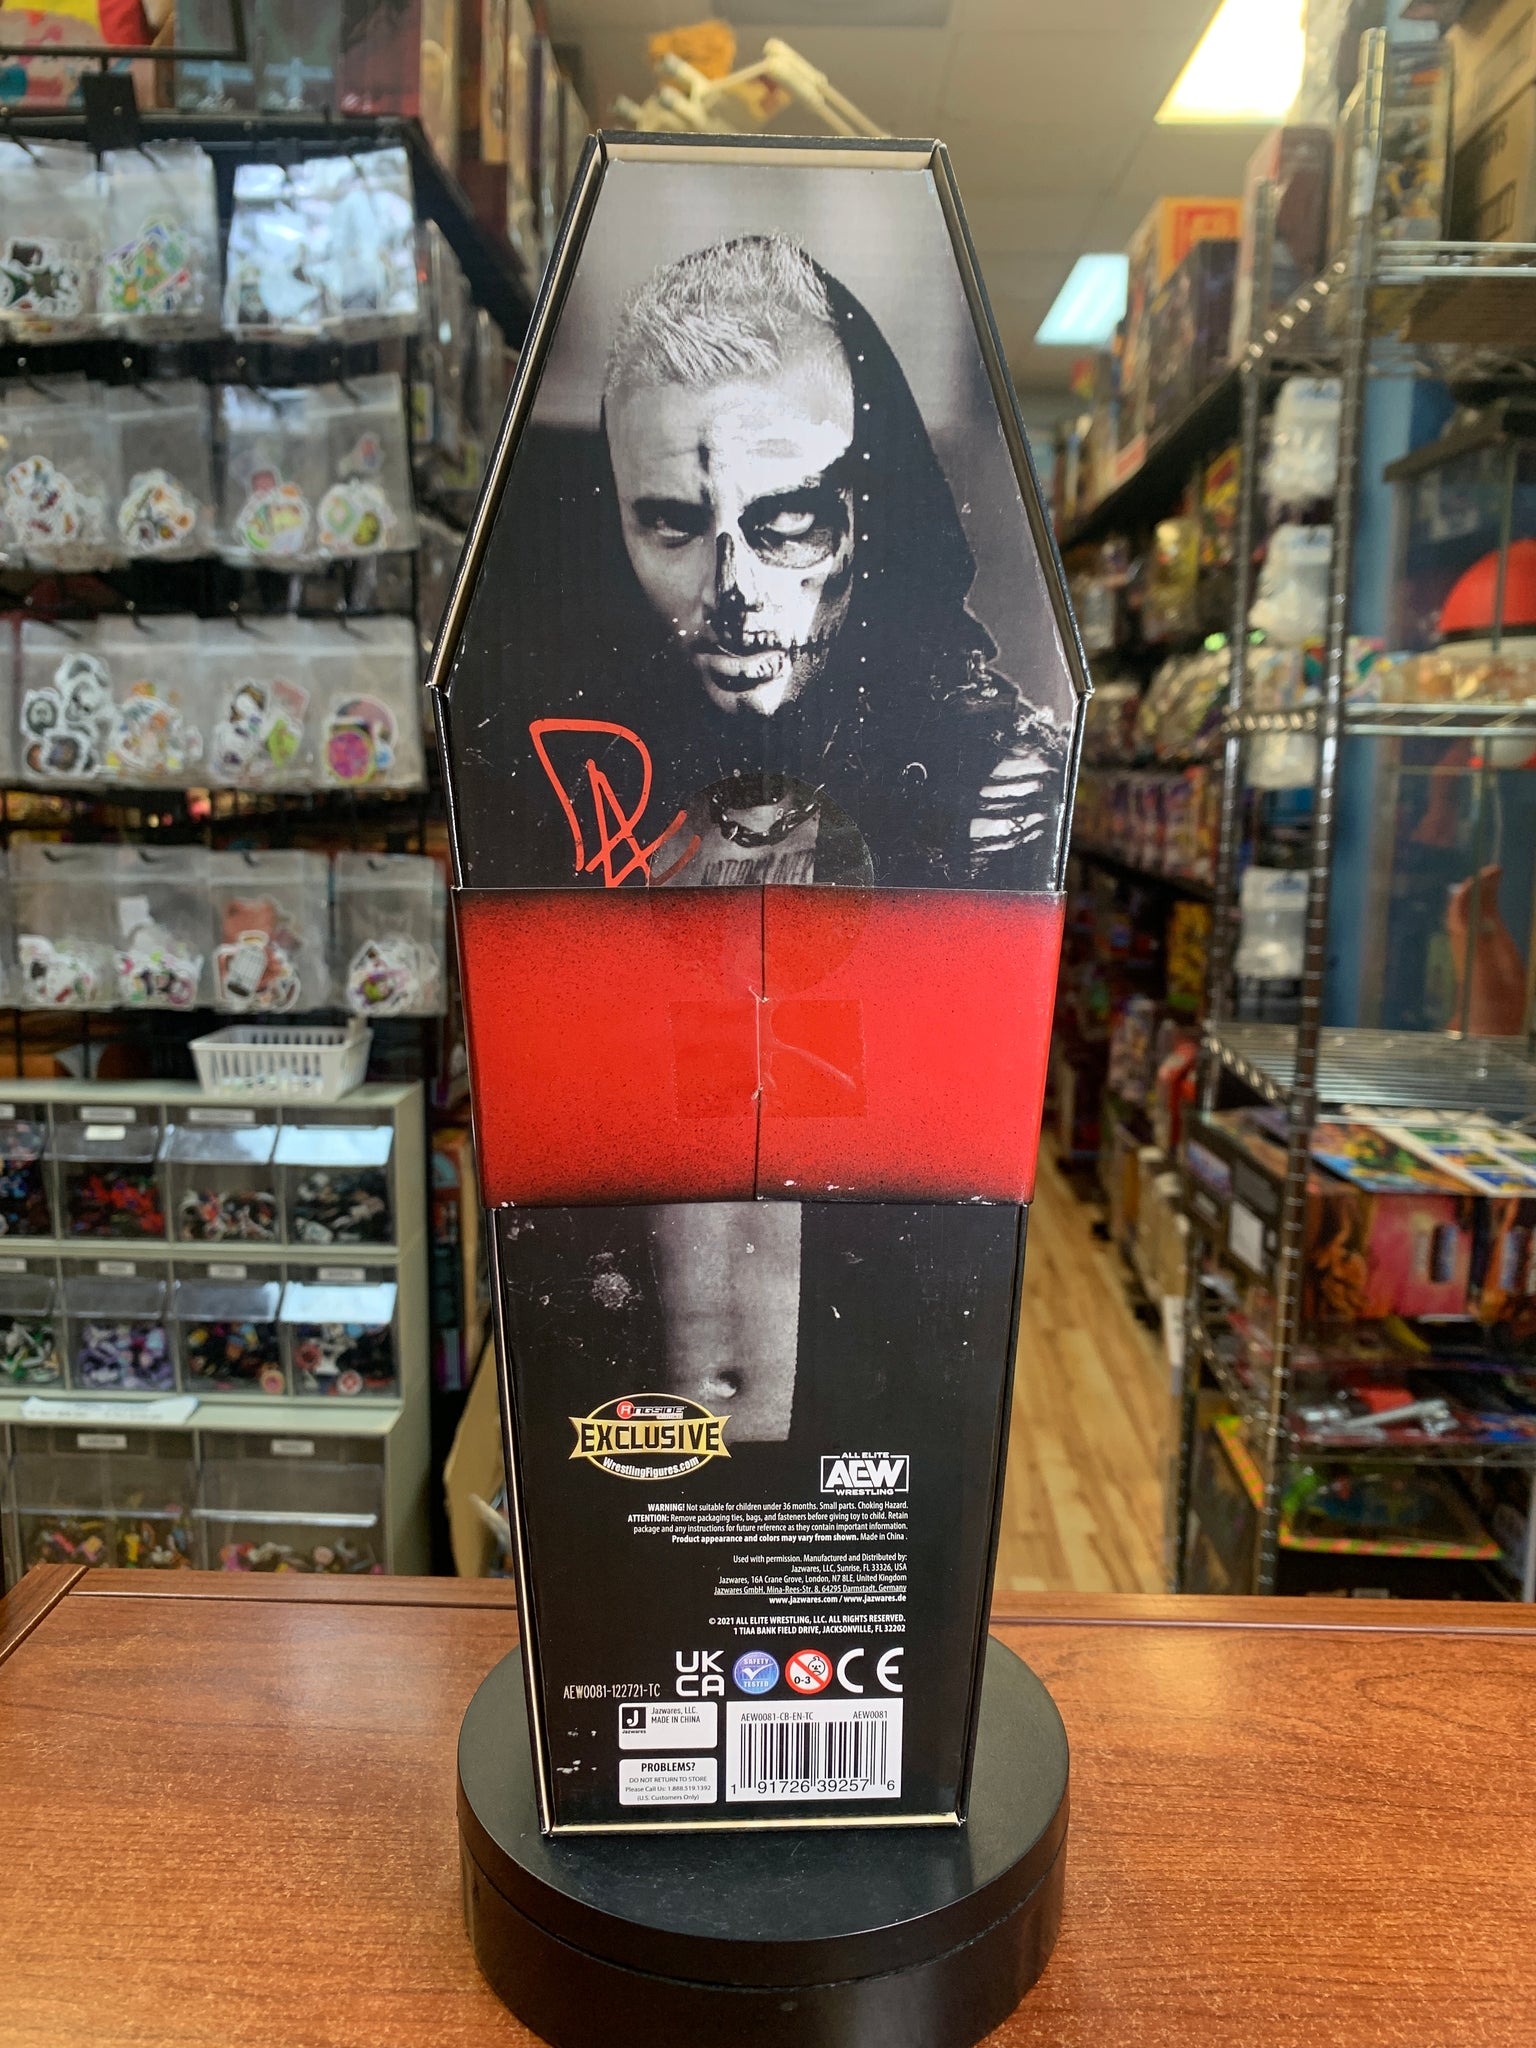 DA
RINGSIDE
EXCLUSIVE
WrestlingFigures.com
ALL ELITE
AEW
WRESTLING
WARNING! Not suitable for children under 36 months. Small parts. Choking Hazard.
ATTENTION: Remove packaging ties, bags, and fasteners before giving toy to child. Retain
package and any instructions for future reference as they contain important information.
Product appearance and colors may vary from shown. Made in China .
Used with permission. Manufactured and Distributed by:
Jazwares, LLC, Sunrise, FL 33326, USA
Jazwares, 16A Crane Grove, London, N7 8LE, United Kingdom
Jazwares GmbH, Mina-Rees-Str. 8, 64295 Darmstadt, Germany
www.jazwares.com / www.jazwares.de
© 2021 ALL ELITE WRESTLING, LLC. ALL RIGHTS RESERVED.
1 TIAA BANK FIELD DRIVE, JACKSONVILLE, FL 32202
AEW0081-122721-TC
UK
CA
SAFETY
TESTED
0-3
CE
J
Jazwares
Jazwares, LLC.
MADE IN CHINA
PROBLEMS?
DO NOT RETURN TO STORE
Please Call Us: 1.888.519.1392
(U.S. Customers Only)
AEW0081-CB-EN-TC AEW0081
1 91726 39257 6